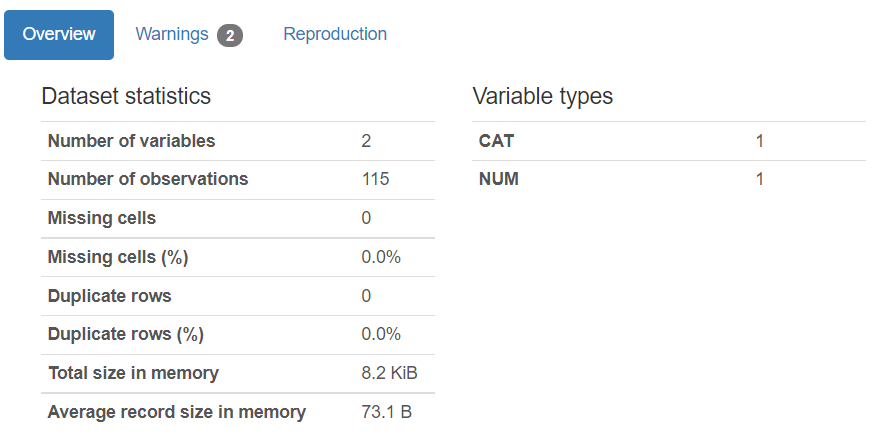 Overview Warnings 2 Reproduction
Dataset statistics
Number of variables 2
Number of observations 115
Missing cells 0
Missing cells (%) 0.0%
Duplicate rows 0
Duplicate rows (%) 0.0%
Total size in memory 8.2 KiB
Average record size in memory 73.1 B
Variable types
CAT 1
NUM 1